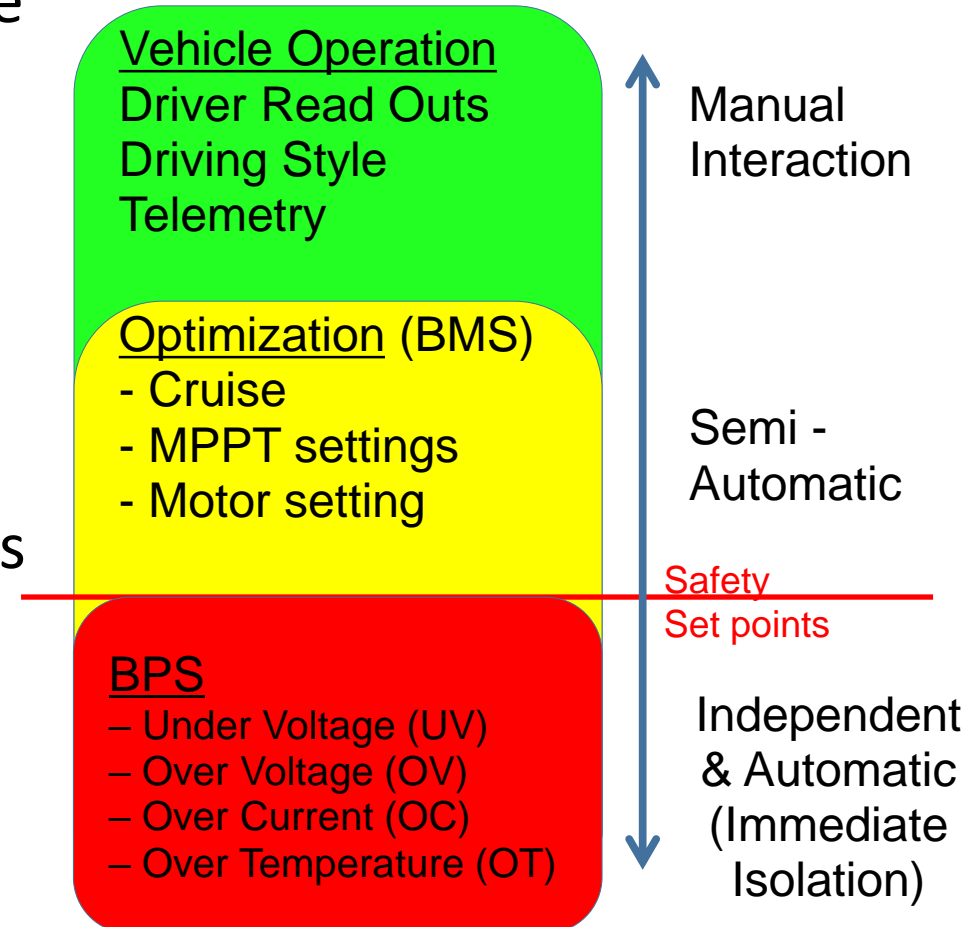 e
Vehicle Operation
Driver Read Outs
Driving Style
Telemetry
Manual
Interaction
Optimization (BMS)
- Cruise
- MPPT settings
- Motor setting
Semi -
Automatic
s
Safety
Set points
BPS
– Under Voltage (UV)
– Over Voltage (OV)
– Over Current (OC)
– Over Temperature (OT)
Independent
& Automatic
(Immediate
Isolation)